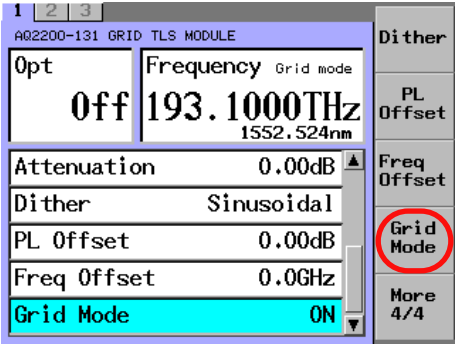 1 2 3
AQ2200-131 GRID TLS MODULE
Opt
Off
Frequency Grid mode
193.1000THz
1552.524nm
Attenuation 0.00dB
Dither Sinusoidal
PL Offset 0.00dB
Freq Offset 0.0GHz
Grid Mode ON
Dither
PL
Offset
Freq
Offset
Grid
Mode
More
4/4